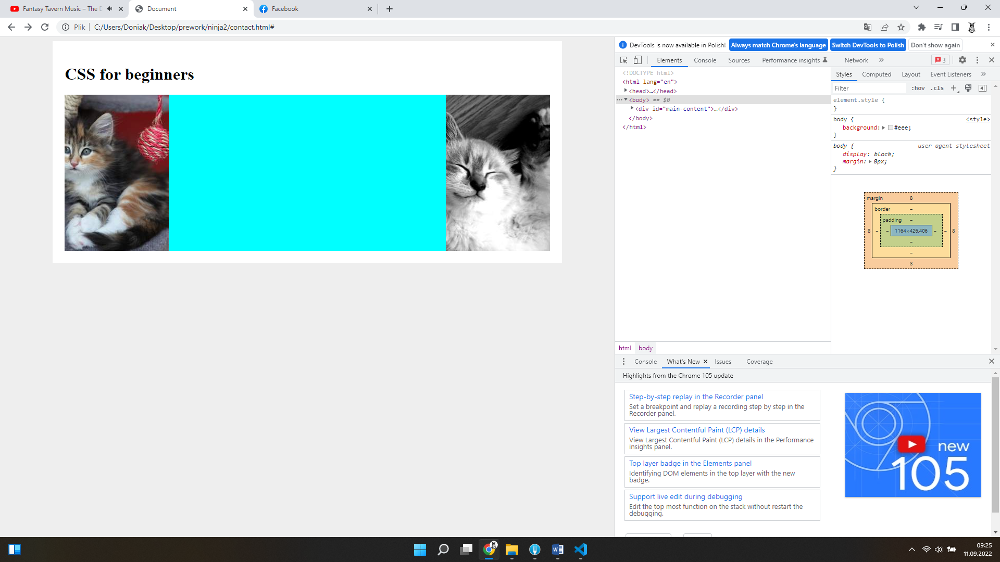 Fantasy Tavern Music – The D
Document
Facebook
Plik
C:/Users/Doniak/Desktop/prework/ninja2/contact.html#
CSS for beginners
DevTools is now available in Polish!
Always match Chrome's language
Switch DevTools to Polish
Don't show again
Elements
Console
Sources
Performance insights
Network
3
<!DOCTYPE html>
<html lang="en">
<head>…</head>
<body> == $0
<div id="main-content">…</div>
</body>
</html>
Styles
Computed
Layout
Event Listeners
Filter
:hov
.cls
element.style {
}
body {
<style>
background: #eee;
}
body {
user agent stylesheet
display: block;
margin: 8px;
}
margin 8
border –
padding –
8 – – 1164×426.406 – – 8
–
–
8
html body
Console
What's New
Issues
Coverage
Highlights from the Chrome 105 update
Step-by-step replay in the Recorder panel
Set a breakpoint and replay a recording step by step in the
Recorder panel.
View Largest Contentful Paint (LCP) details
View Largest Contentful Paint (LCP) details in the Performance
insights panel.
Top layer badge in the Elements panel
Identifying DOM elements in the top layer with the new
badge.
Support live edit during debugging
Edit the top most function on the stack without restart the
debugging.
new
105
09:25
11.09.2022